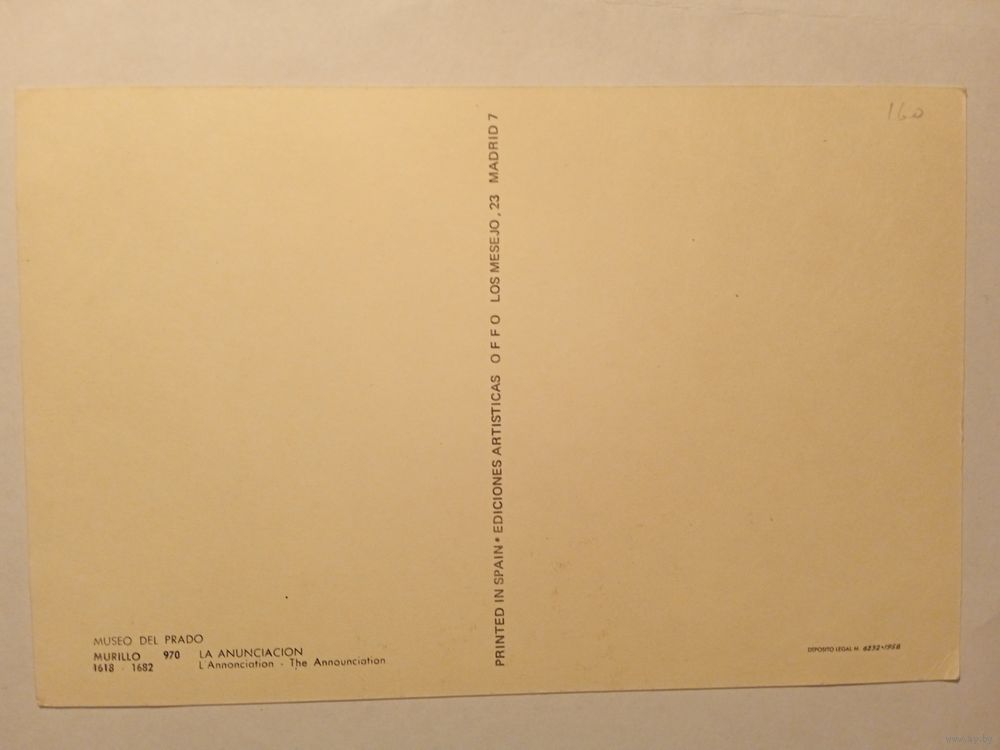 160
PRINTED IN SPAIN • EDICIONES ARTISTICAS OFFO LOS MESEJO, 23 MADRID 7
MUSEO DEL PRADO
MURILLO 970 LA ANUNCIACION
1618 - 1682 L'Annonciation - The Announciation
DEPOSITO LEGAL M. 6232-1958